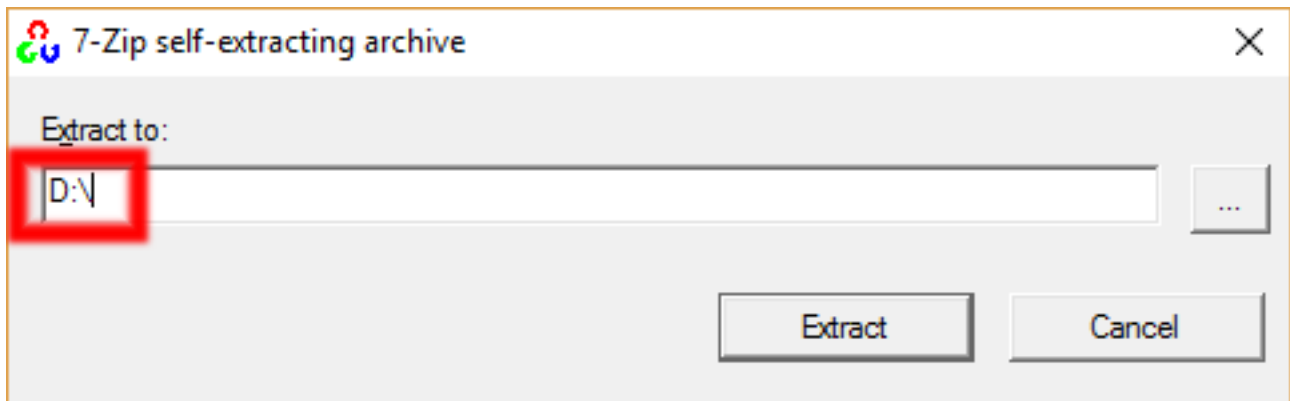 7-Zip self-extracting archive
Extract to:
D:\
...
Extract Cancel